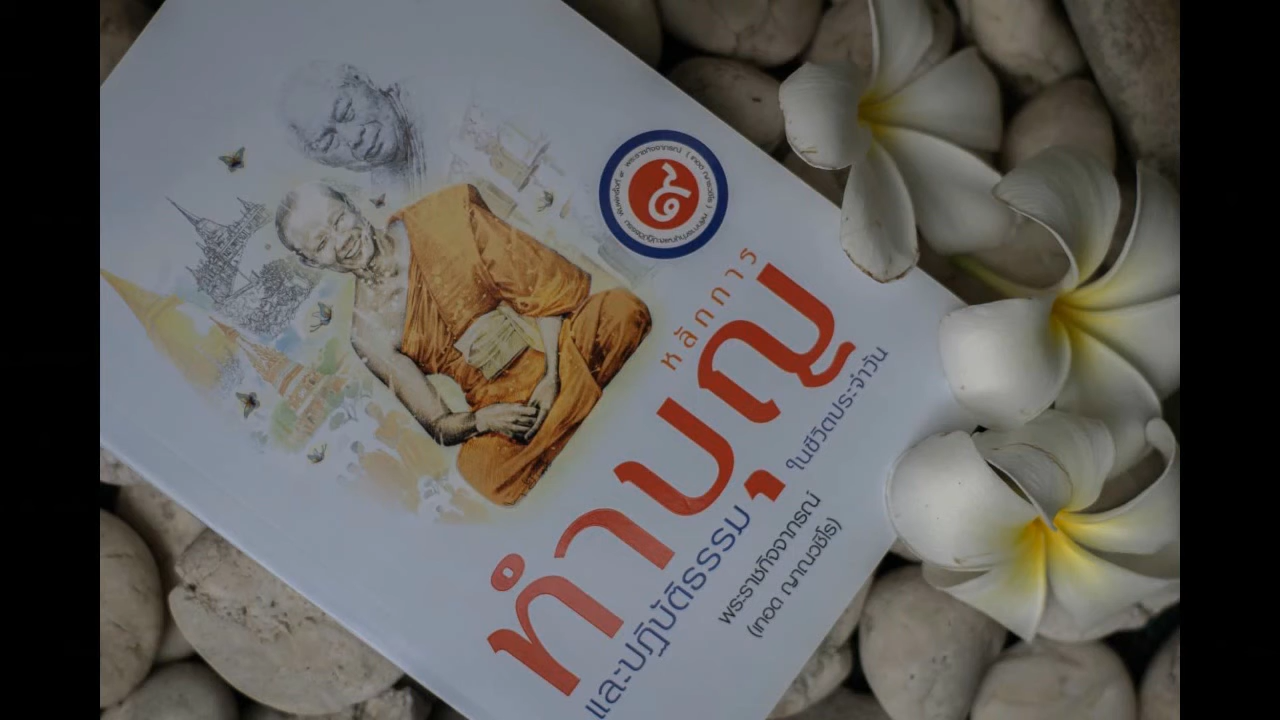 หลักการ
ทำบุญ
และปฏิบัติธรรม ในชีวิตประจำวัน
พระราชกิจจาภรณ์
(เทอด ญาณวชิโร)
๙